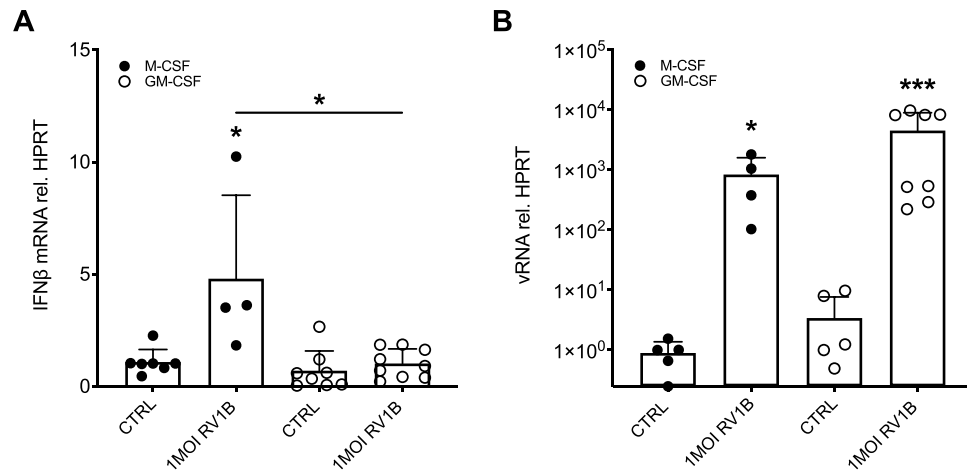 A
IFNβ mRNA rel. HPRT
15
10
5
0
M-CSF
GM-CSF
*
*
CTRL
1MOI RV1B
CTRL
1MOI RV1B
B
vRNA rel. HPRT
1×10⁵
1×10⁴
1×10³
1×10²
1×10¹
1×10⁰
M-CSF
GM-CSF
*
***
CTRL
1MOI RV1B
CTRL
1MOI RV1B